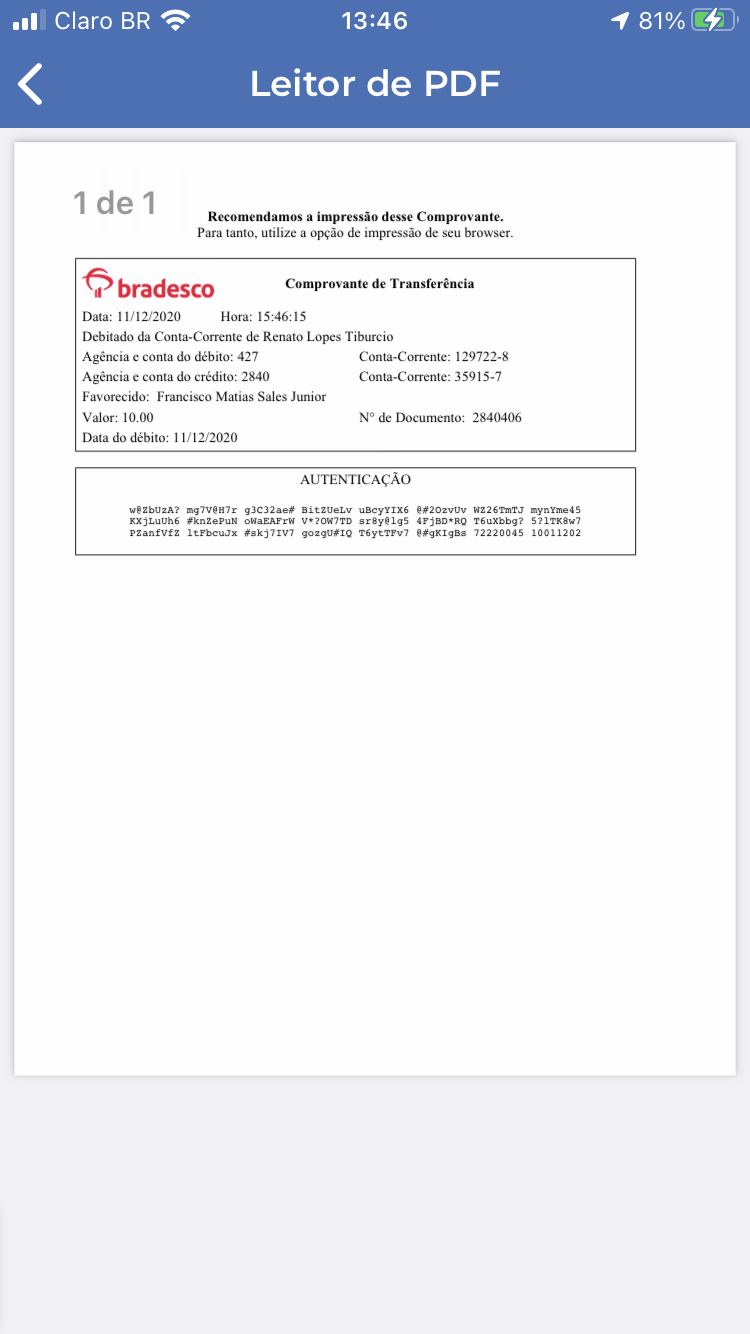 Claro BR 13:46 81%
Leitor de PDF
1 de 1
Recomendamos a impressão desse Comprovante.
Para tanto, utilize a opção de impressão de seu browser.
bradesco Comprovante de Transferência
Data: 11/12/2020 Hora: 15:46:15
Debitado da Conta-Corrente de Renato Lopes Tiburcio
Agência e conta do débito: 427 Conta-Corrente: 129722-8
Agência e conta do crédito: 2840 Conta-Corrente: 35915-7
Favorecido: Francisco Matias Sales Junior
Valor: 10.00 N° de Documento: 2840406
Data do débito: 11/12/2020
AUTENTICAÇÃO
w@ZbUzA? mg7V@H7r g3C32ae# BitZUeLv uBcyYIX6 @#2OzvUv WZ26TmTJ mynYme45
KXjLuUh6 #knZePuN oWaEAFrW V*?OW7TD sr8y@lg5 4FjBD*RQ T6uXbbg? 5?lTK8w7
PZanfVfZ ltFbcuJx #skj7IV7 gozgU#IQ T6ytTFv7 @#gKIgBs 72220045 10011202